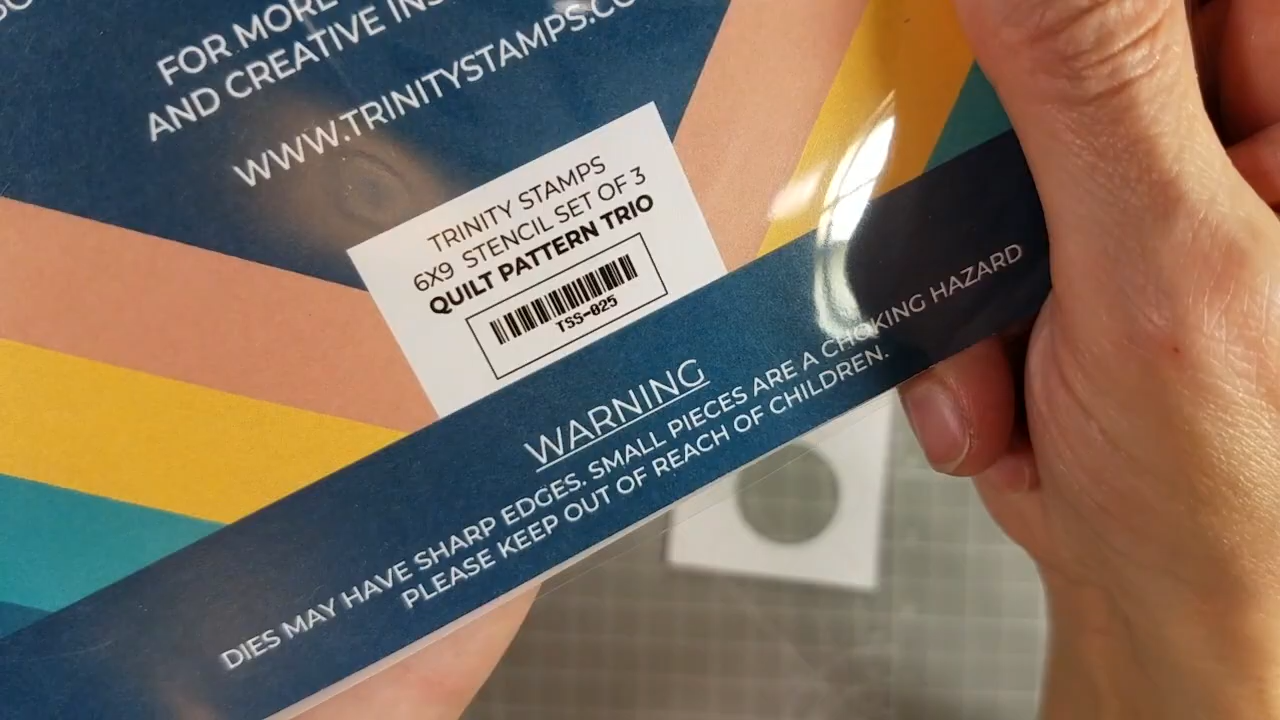 FOR MORE
AND CREATIVE INS
WWW.TRINITYSTAMPS.CO
TRINITY STAMPS
6X9 STENCIL SET OF 3
QUILT PATTERN TRIO
TSS-025
WARNING
DIES MAY HAVE SHARP EDGES. SMALL PIECES ARE A CHOKING HAZARD
PLEASE KEEP OUT OF REACH OF CHILDREN.